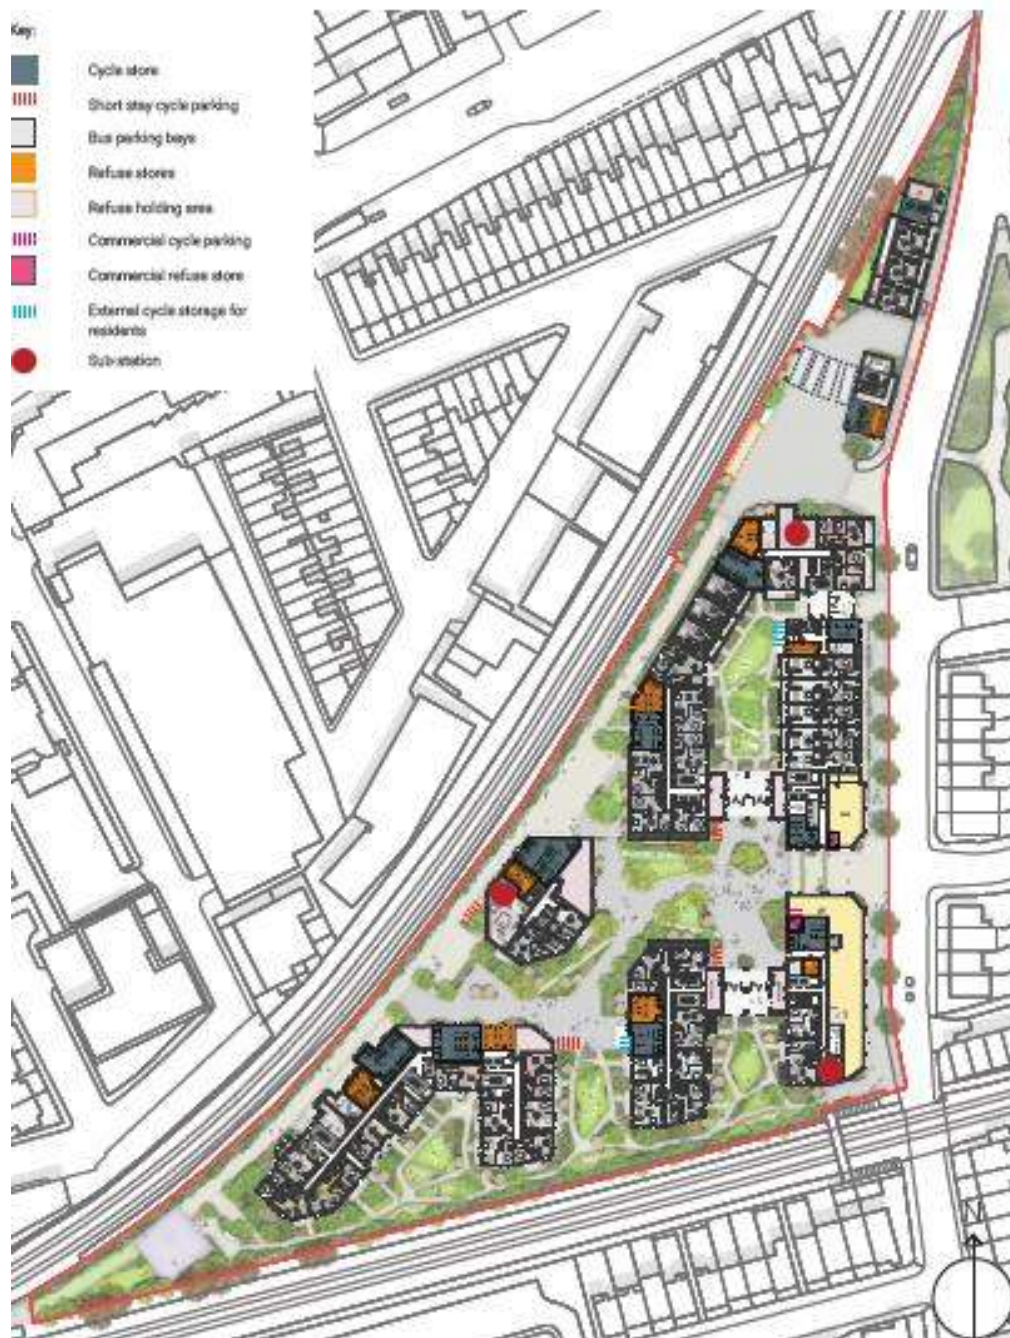 Key:
Cycle store
Short stay cycle parking
Bus parking bays
Refuse stores
Refuse holding area
Commercial cycle parking
Commercial refuse store
External cycle storage for
residents
Sub-station
N